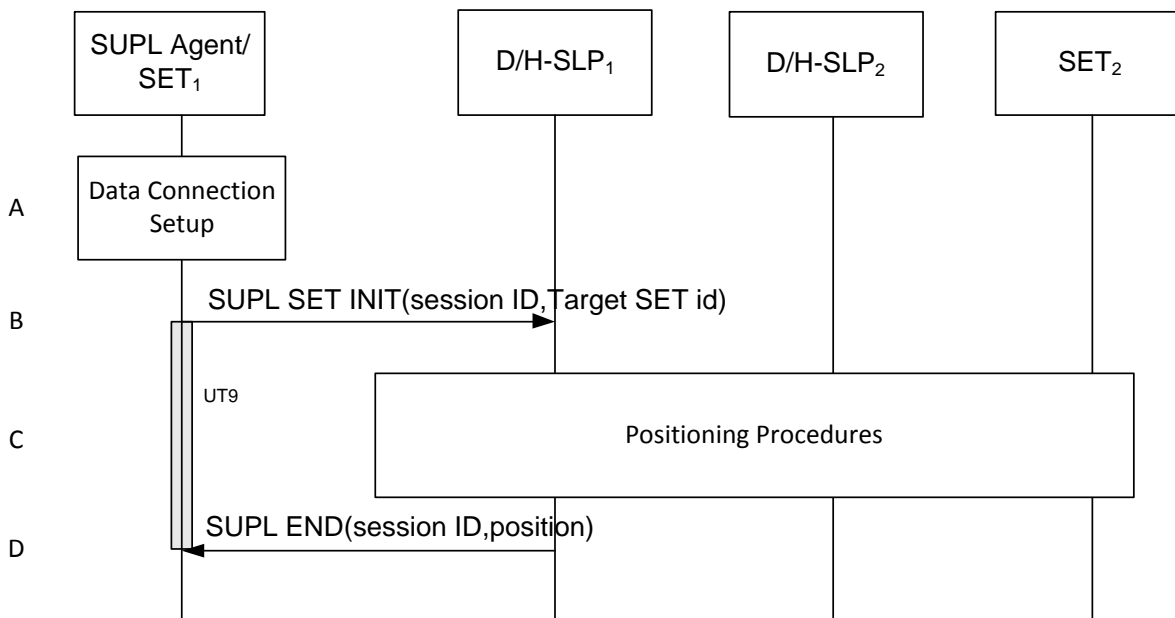 SUPL Agent/
SET₁
D/H-SLP₁
D/H-SLP₂
SET₂
A
Data Connection
Setup
B
SUPL SET INIT(session ID,Target SET id)
UT9
C
Positioning Procedures
D
SUPL END(session ID,position)